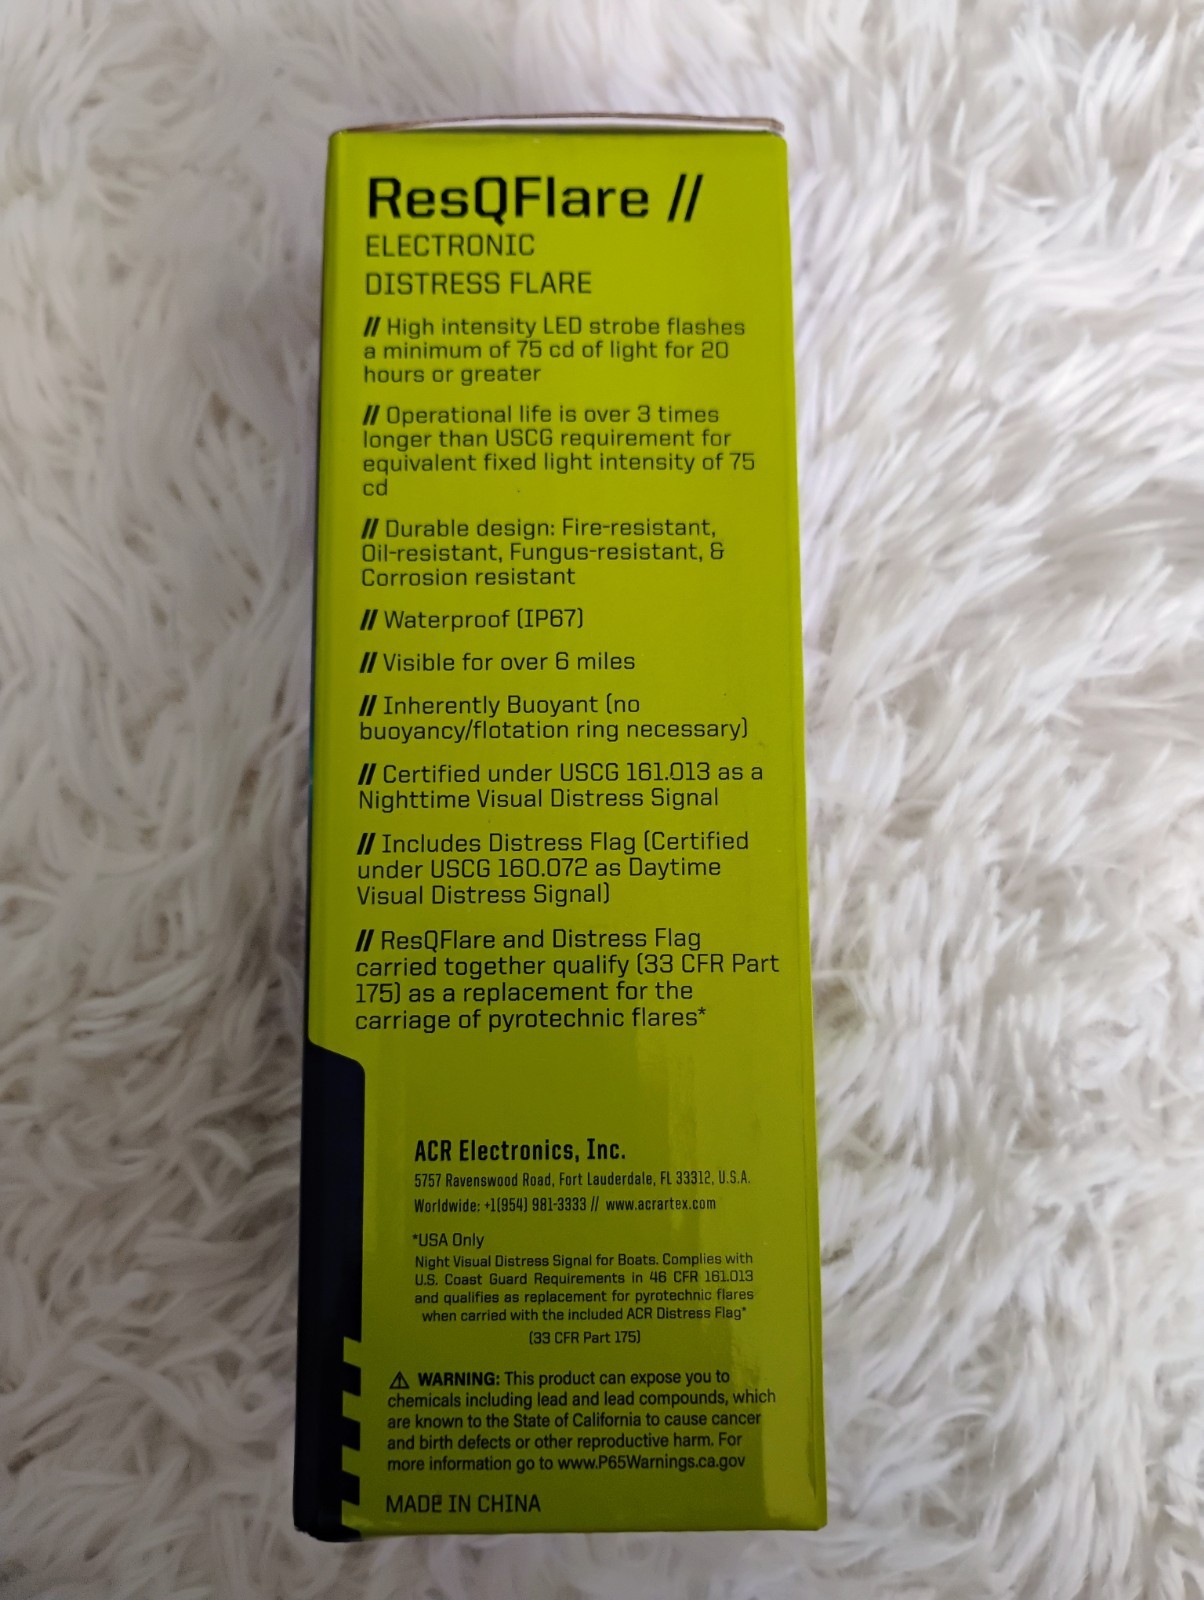 ResQFlare //
ELECTRONIC
DISTRESS FLARE
// High intensity LED strobe flashes
a minimum of 75 cd of light for 20
hours or greater
// Operational life is over 3 times
longer than USCG requirement for
equivalent fixed light intensity of 75
cd
// Durable design: Fire-resistant,
Oil-resistant, Fungus-resistant, &
Corrosion resistant
// Waterproof (IP67)
// Visible for over 6 miles
// Inherently Buoyant (no
buoyancy/flotation ring necessary)
// Certified under USCG 161.013 as a
Nighttime Visual Distress Signal
// Includes Distress Flag (Certified
under USCG 160.072 as Daytime
Visual Distress Signal)
// ResQFlare and Distress Flag
carried together qualify (33 CFR Part
175) as a replacement for the
carriage of pyrotechnic flares*
ACR Electronics, Inc.
5757 Ravenswood Road, Fort Lauderdale, FL 33312, U.S.A.
Worldwide: +1(954) 981-3333 // www.acrartex.com
*USA Only
Night Visual Distress Signal for Boats. Complies with
U.S. Coast Guard Requirements in 46 CFR 161.013
and qualifies as replacement for pyrotechnic flares
when carried with the included ACR Distress Flag*
(33 CFR Part 175)
⚠ WARNING: This product can expose you to
chemicals including lead and lead compounds, which
are known to the State of California to cause cancer
and birth defects or other reproductive harm. For
more information go to www.P65Warnings.ca.gov
MADE IN CHINA